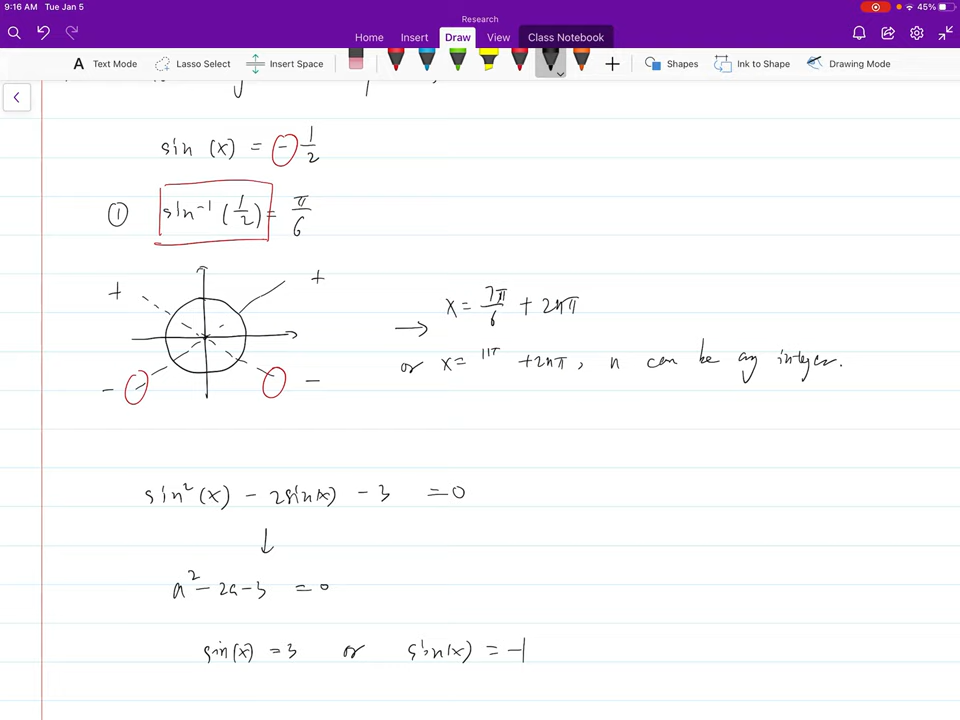 9:16 AM Tue Jan 5
45%
Research
Home Insert Draw View Class Notebook
Text Mode Lasso Select Insert Space Shapes Ink to Shape Drawing Mode
sin (x) = - 1/2
① sin⁻¹ (1/2) = π/6
+ +
→ x = 7π/6 + 2nπ
or x = 11π + 2nπ, n can be any integer.
- -
sin² (x) - 2sin(x) - 3 = 0
↓
a² - 2a - 3 = 0
sin(x) = 3 or sin(x) = -1